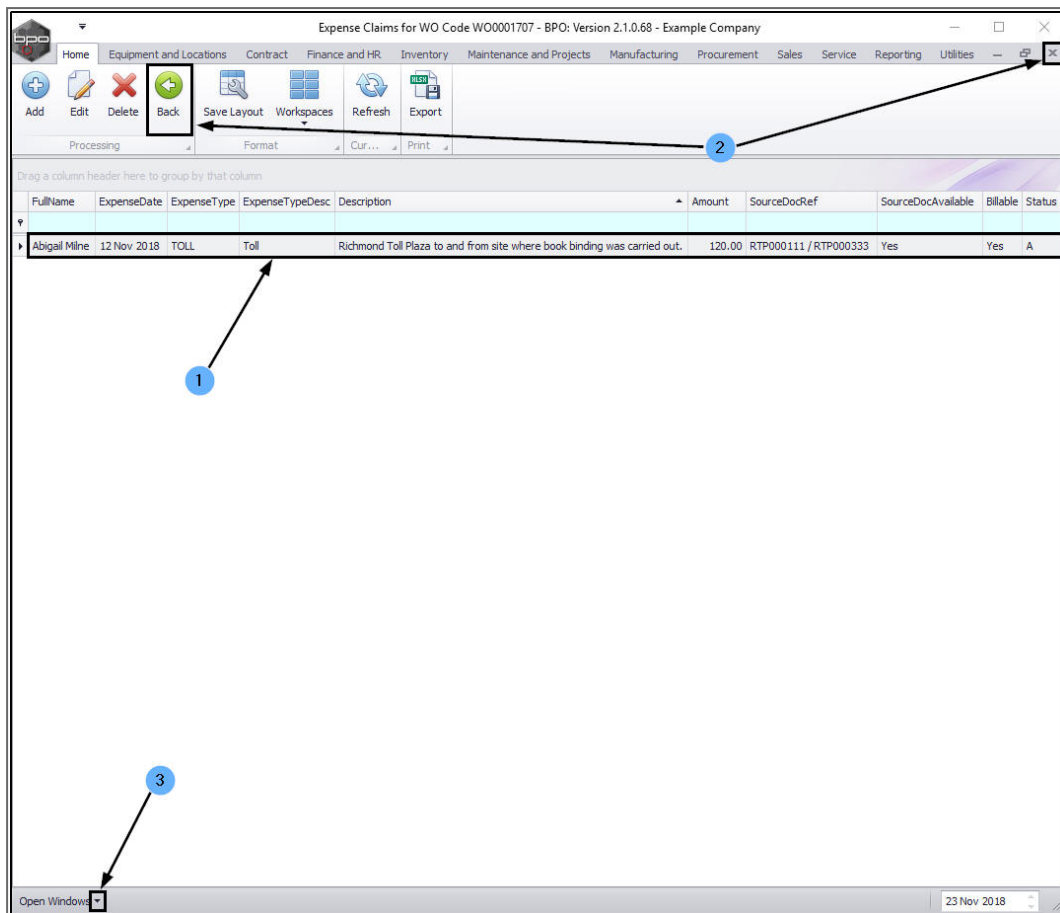 bpo
Expense Claims for WO Code WO0001707 - BPO: Version 2.1.0.68 - Example Company
Home Equipment and Locations Contract Finance and HR Inventory Maintenance and Projects Manufacturing Procurement Sales Service Reporting Utilities
Add Edit Delete Back Save Layout Workspaces Refresh Export
XLSX
Processing Format Cur... Print
2
Drag a column header here to group by that column
FullName ExpenseDate ExpenseType ExpenseTypeDesc Description Amount SourceDocRef SourceDocAvailable Billable Status
Abigail Milne 12 Nov 2018 TOLL Toll Richmond Toll Plaza to and from site where book binding was carried out. 120.00 RTP000111 / RTP000333 Yes Yes A
1
3
Open Windows 23 Nov 2018